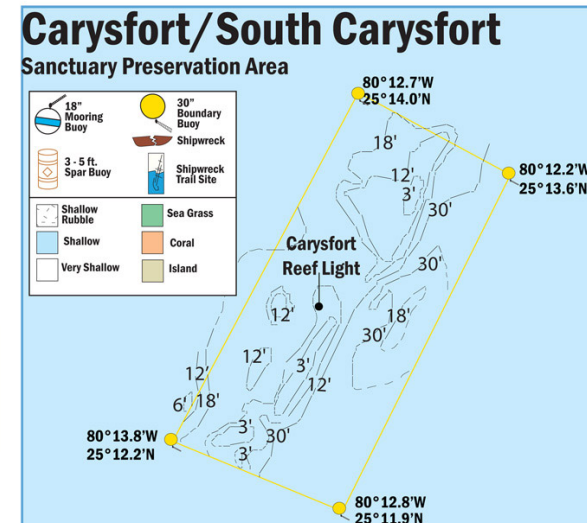 Carysfort/South Carysfort
Sanctuary Preservation Area
18"
Mooring
Buoy
30"
Boundary
Buoy
Shipwreck
3 - 5 ft.
Spar Buoy
Shipwreck
Trail Site
Shallow
Rubble
Sea Grass
Shallow
Coral
Very Shallow
Island
80°12.7'W
25°14.0'N
80°12.2'W
25°13.6'N
18'
12'
3'
30'
Carysfort
Reef Light
30'
12'
18'
30'
12'
3'
12'
12'
6'
18'
3'
30'
3'
80°13.8'W
25°12.2'N
80°12.8'W
25°11.9'N